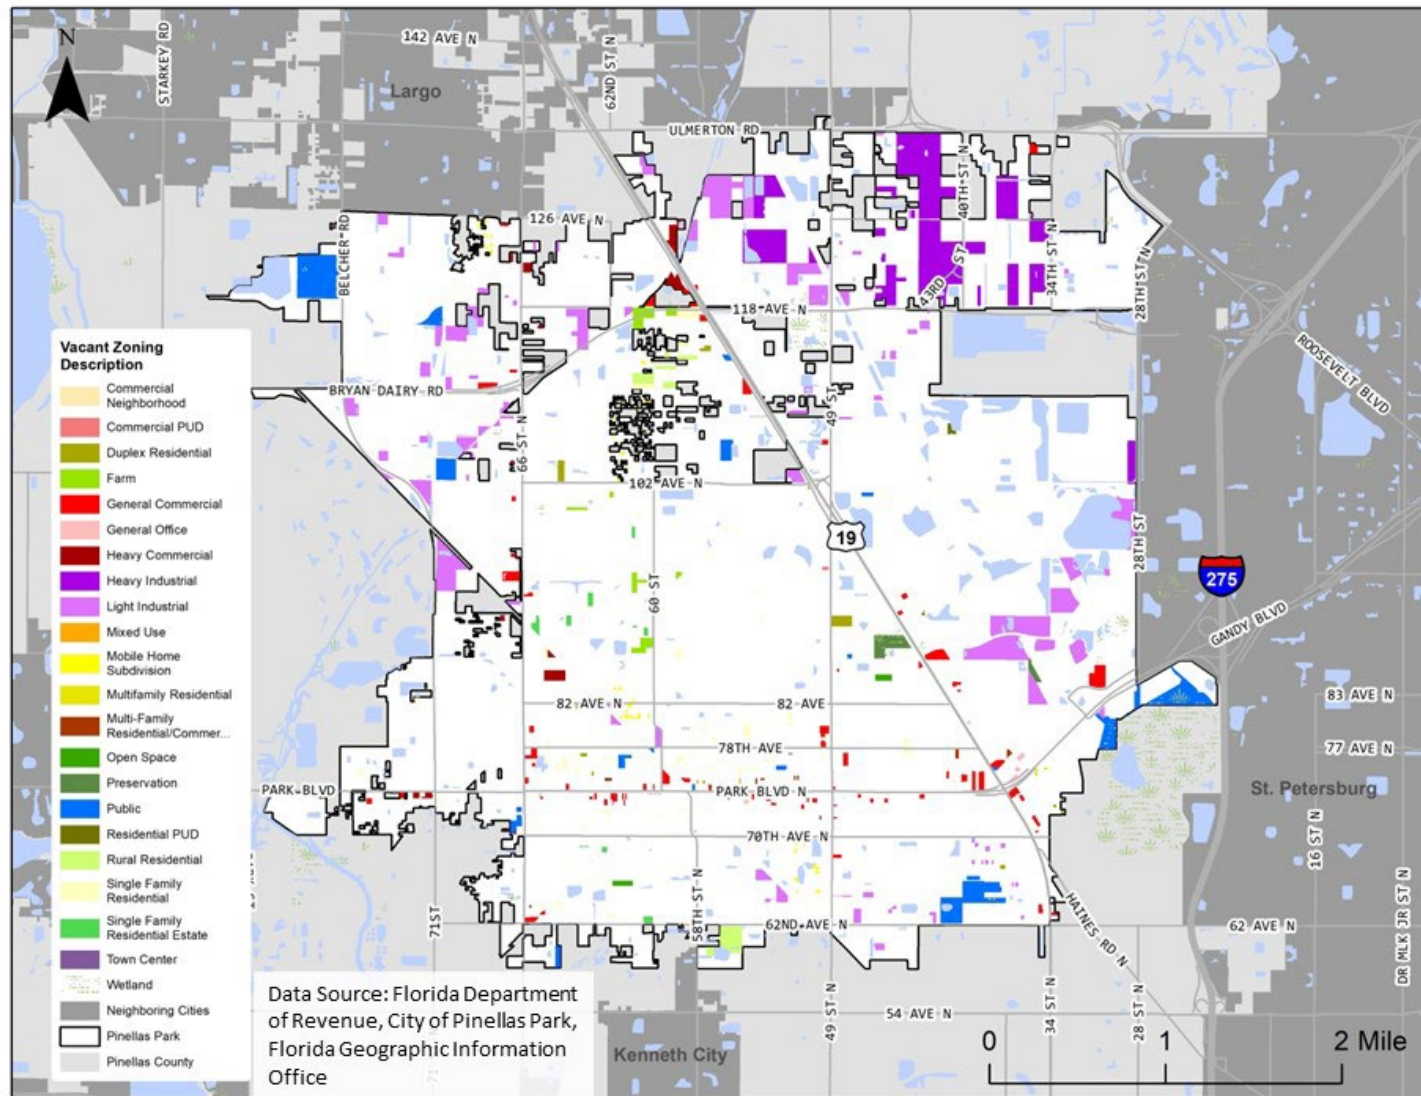 N
142 AVE N
STARKEY RD
62ND ST N
Largo
ULMERTON RD
40TH ST N
126 AVE N
BELCHER RD
43RD ST
34TH ST N
28TH ST N
118 AVE N
ROOSEVELT BLVD
BRYAN DAIRY RD
49 ST
66 ST N
102 AVE N
19
28TH ST
275
60 ST
GANDY BLVD
82 AVE N
82 AVE
83 AVE N
78TH AVE
77 AVE N
PARK BLVD
PARK BLVD N
St. Petersburg
70TH AVE N
16 ST N
58TH ST N
HAINES RD N
71ST
62ND AVE N
62 AVE N
DR MLK JR ST N
49 ST N
34 ST N
28 ST N
54 AVE N
Kenneth City
Vacant Zoning
Description
Commercial
Neighborhood
Commercial PUD
Duplex Residential
Farm
General Commercial
General Office
Heavy Commercial
Heavy Industrial
Light Industrial
Mixed Use
Mobile Home
Subdivision
Multifamily Residential
Multi-Family
Residential/Commer...
Open Space
Preservation
Public
Residential PUD
Rural Residential
Single Family
Residential
Single Family
Residential Estate
Town Center
Wetland
Neighboring Cities
Pinellas Park
Pinellas County
Data Source: Florida Department
of Revenue, City of Pinellas Park,
Florida Geographic Information
Office
0 1 2 Mile